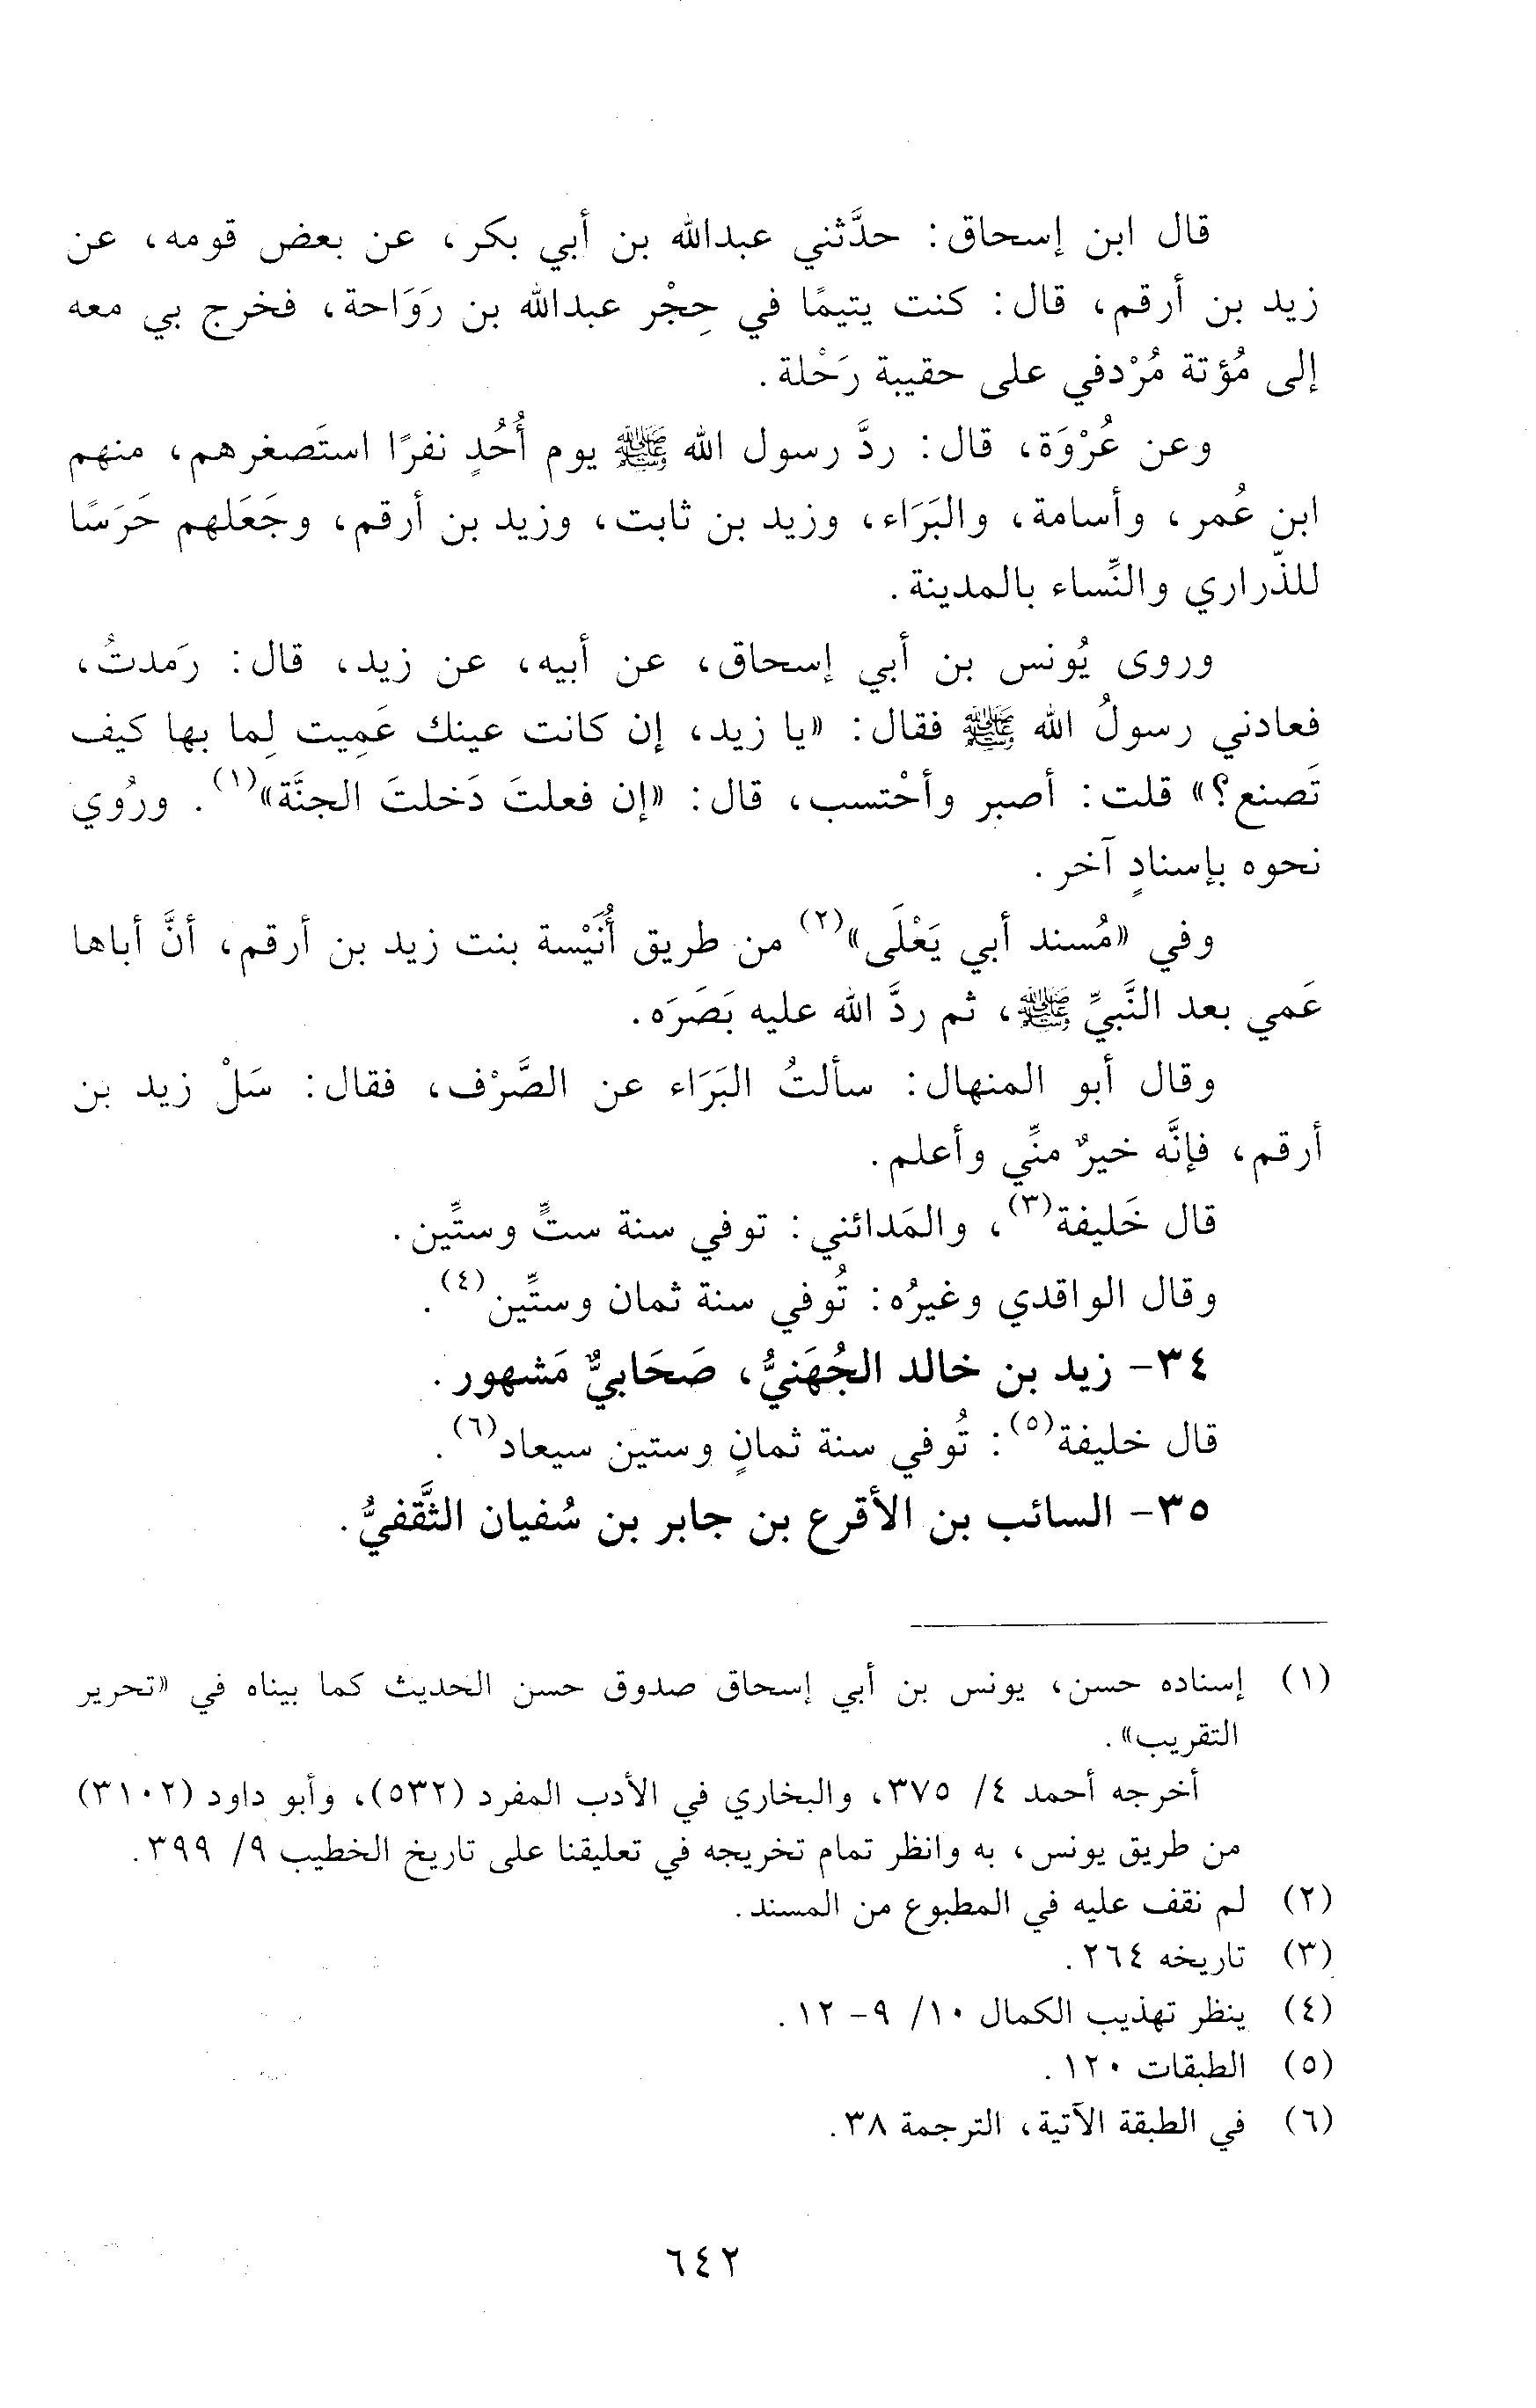 قال ابن إسحاق: حدَّثني عبدالله بن أبي بكر، عن بعض قومه، عن
زيد بن أرقم، قال: كنت يتيمًا في حِجْر عبدالله بن رَوَاحة، فخرج بي معه
إلى مُؤتة مُرْدفي على حقيبة رَحْلة.
وعن عُرْوَة، قال: ردَّ رسول الله ﷺ يوم أُحُدٍ نفرًا استَصغرهم، منهم
ابن عُمر، وأسامة، والبَرَاء، وزيد بن ثابت، وزيد بن أرقم، وجَعَلهم حَرَسًا
للذّراري والنِّساء بالمدينة.
وروى يُونس بن أبي إسحاق، عن أبيه، عن زيد، قال: رَمدتُ،
فعادني رسولُ الله ﷺ فقال: «يا زيد، إن كانت عينك عَمِيت لِما بها كيف
تَصنع؟» قلت: أصبر وأحْتسب، قال: «إن فعلتَ دَخلتَ الجنَّة»(١). ورُوي
نحوه بإسنادٍ آخر.
وفي «مُسند أبي يَعْلَى»(٢) من طريق أُنَيْسة بنت زيد بن أرقم، أنَّ أباها
عَمي بعد النَّبيِّ ﷺ، ثم ردَّ الله عليه بَصَرَه.
وقال أبو المنهال: سألتُ البَرَاء عن الصَّرْف، فقال: سَلْ زيد بن
أرقم، فإنَّه خيرٌ منِّي وأعلم.
قال خَليفة(٣)، والمَدائني: توفي سنة ستٍّ وستِّين.
وقال الواقدي وغيرُه: تُوفي سنة ثمان وستِّين(٤).
٣٤- زيد بن خالد الجُهَنيُّ، صَحَابيٌّ مَشهور.
قال خليفة(٥): تُوفي سنة ثمانٍ وستين سيعاد(٦).
٣٥- السائب بن الأقرع بن جابر بن سُفيان الثَّقفيُّ.
(١) إسناده حسن، يونس بن أبي إسحاق صدوق حسن الحديث كما بيناه في «تحرير
التقريب».
أخرجه أحمد ٤/ ٣٧٥، والبخاري في الأدب المفرد (٥٣٢)، وأبو داود (٣١٠٢)
من طريق يونس، به وانظر تمام تخريجه في تعليقنا على تاريخ الخطيب ٩/ ٣٩٩.
(٢) لم نقف عليه في المطبوع من المسند.
(٣) تاريخه ٢٦٤.
(٤) ينظر تهذيب الكمال ١٠/ ٩- ١٢.
(٥) الطبقات ١٢٠.
(٦) في الطبقة الآتية، الترجمة ٣٨.
٦٤٢